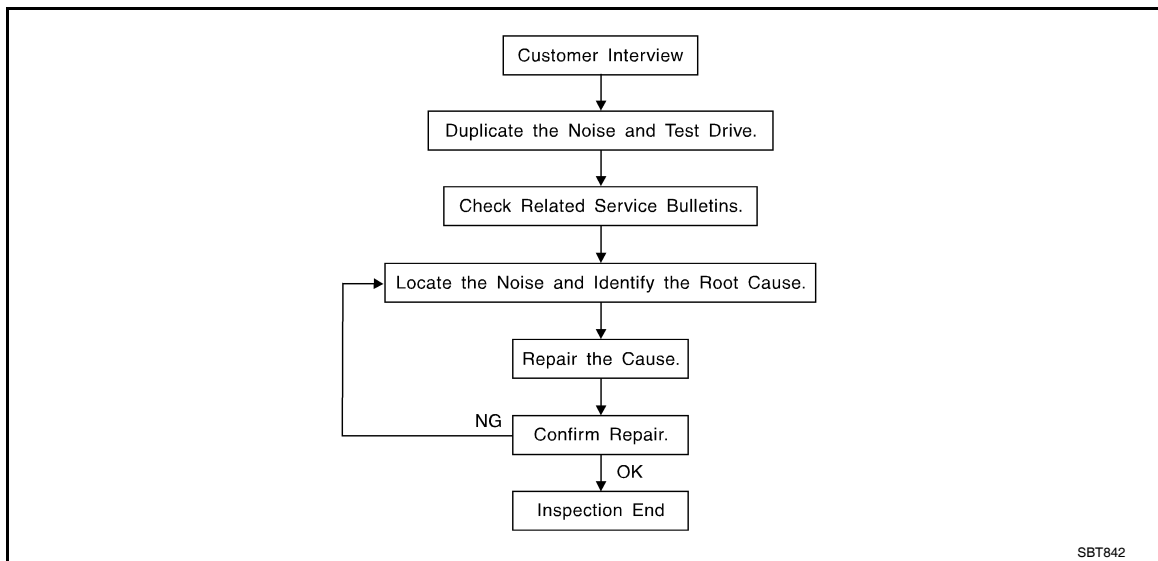 Customer Interview
Duplicate the Noise and Test Drive.
Check Related Service Bulletins.
Locate the Noise and Identify the Root Cause.
Repair the Cause.
NG
Confirm Repair.
OK
Inspection End
SBT842